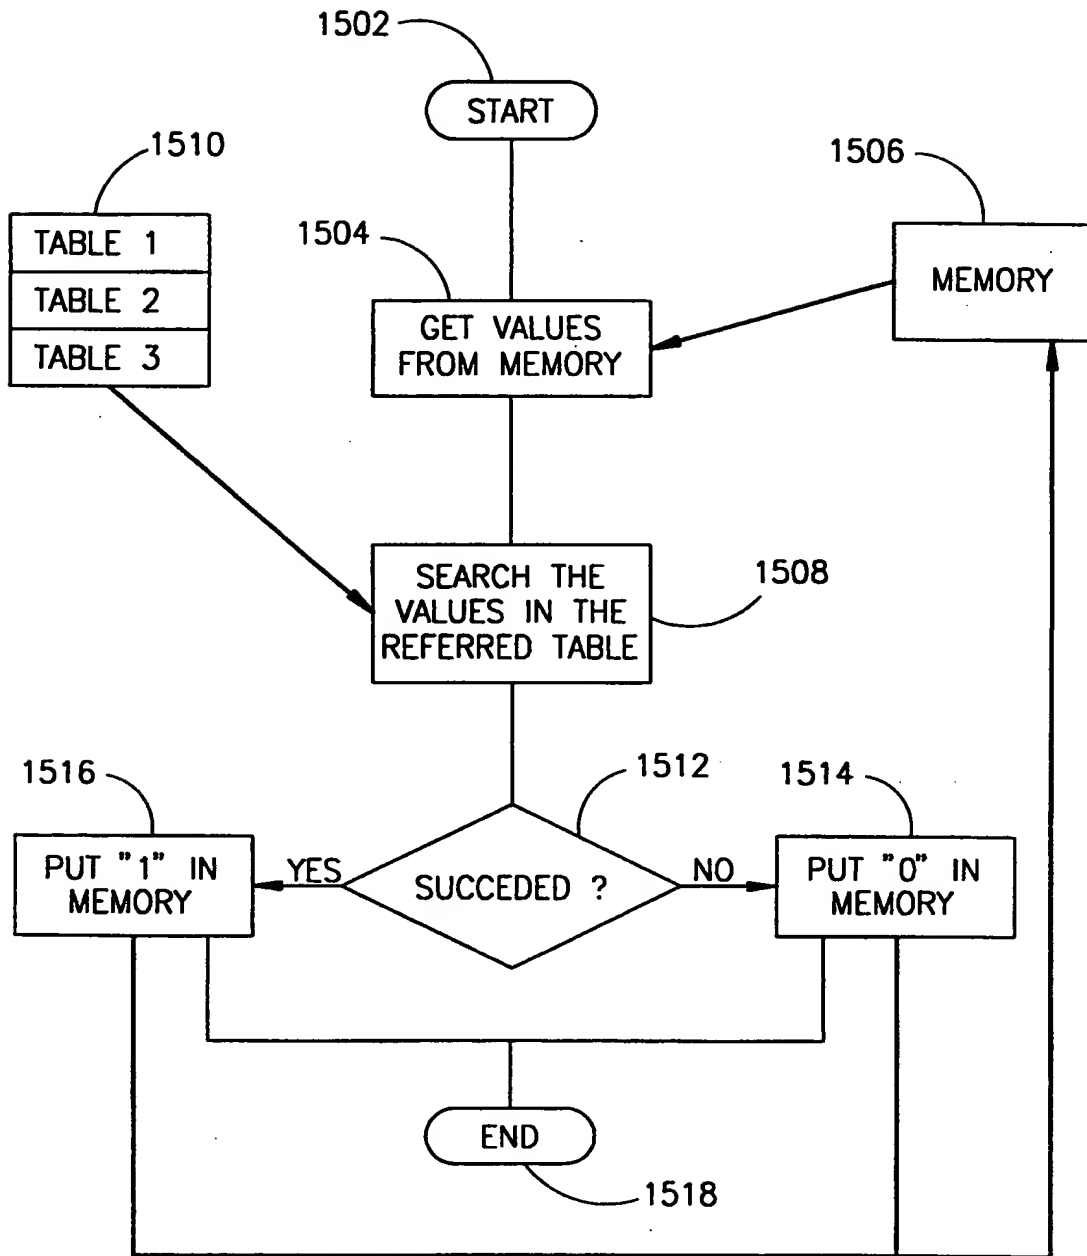 1502
START
1510
1506
1504
TABLE 1
TABLE 2
TABLE 3
MEMORY
GET VALUES
FROM MEMORY
SEARCH THE
VALUES IN THE
REFERRED TABLE
1508
1516
1512
1514
PUT "1" IN
MEMORY
YES
SUCCEDED ?
NO
PUT "0" IN
MEMORY
END
1518